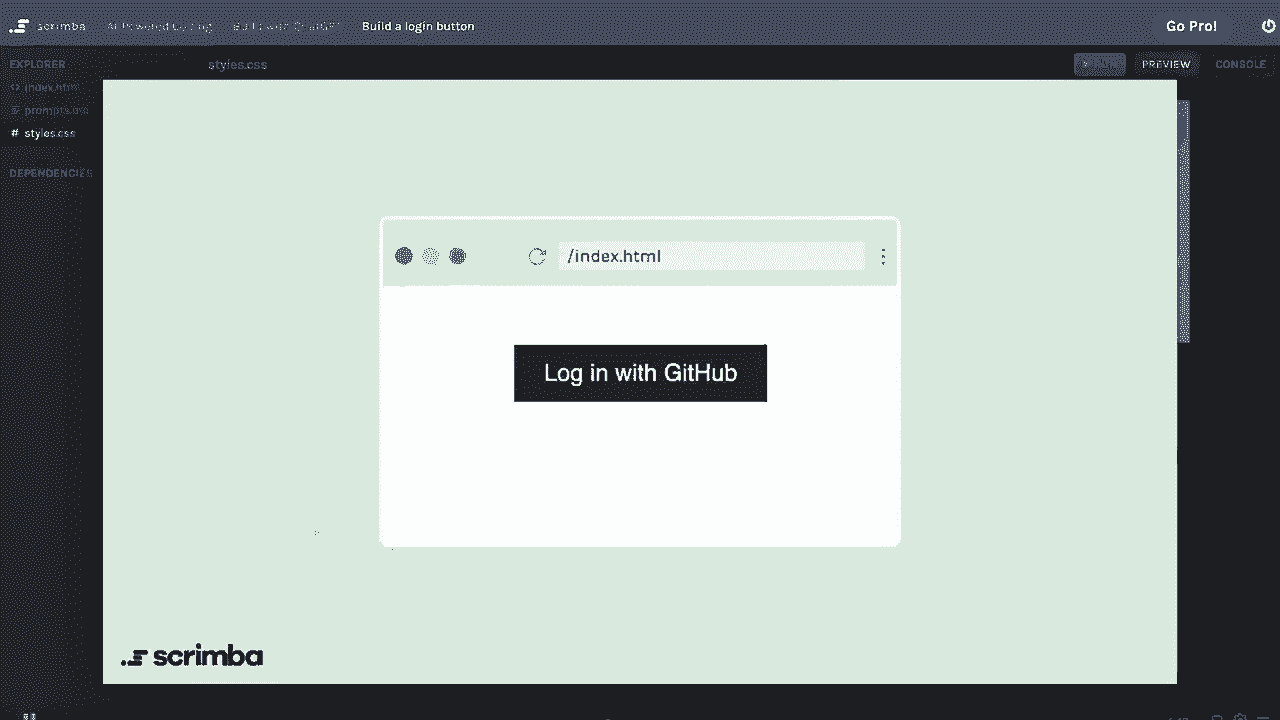 scrimba AI Powered Coding Build with ChatGPT Build a login button Go Pro!
EXPLORER styles.css PREVIEW CONSOLE
index.html
prompts.md
# styles.css
DEPENDENCIES
/index.html
Log in with GitHub
scrimba